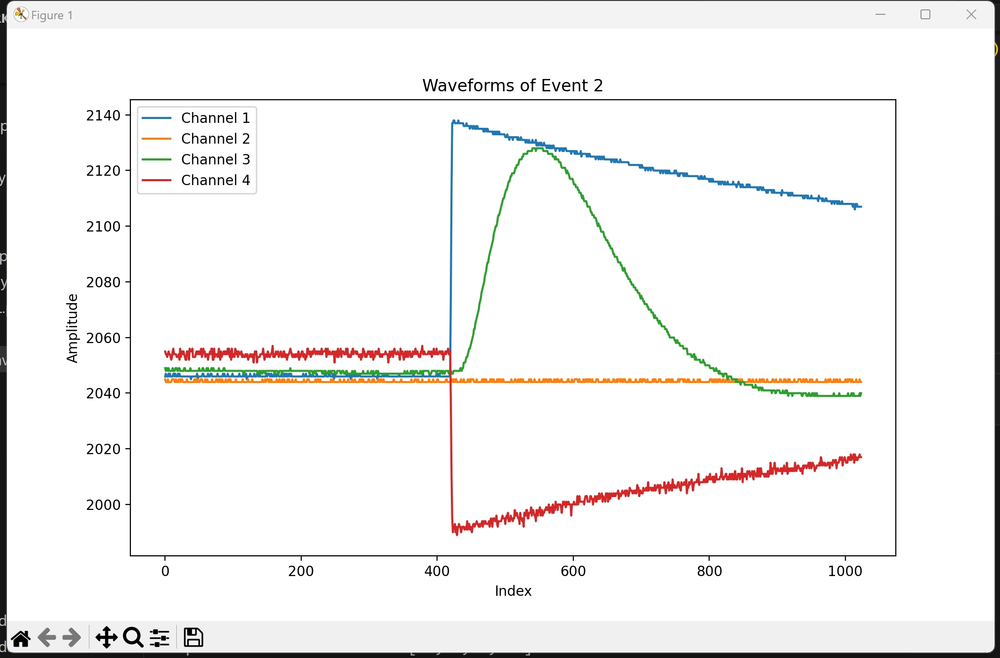 Figure 1
Waveforms of Event 2
Channel 1
Channel 2
Channel 3
Channel 4
2140
2120
2100
2080
2060
2040
2020
2000
Amplitude
0 200 400 600 800 1000
Index